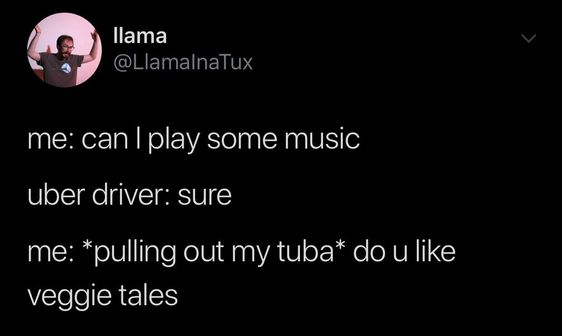 llama
@LlamaInaTux
me: can I play some music
uber driver: sure
me: *pulling out my tuba* do u like
veggie tales